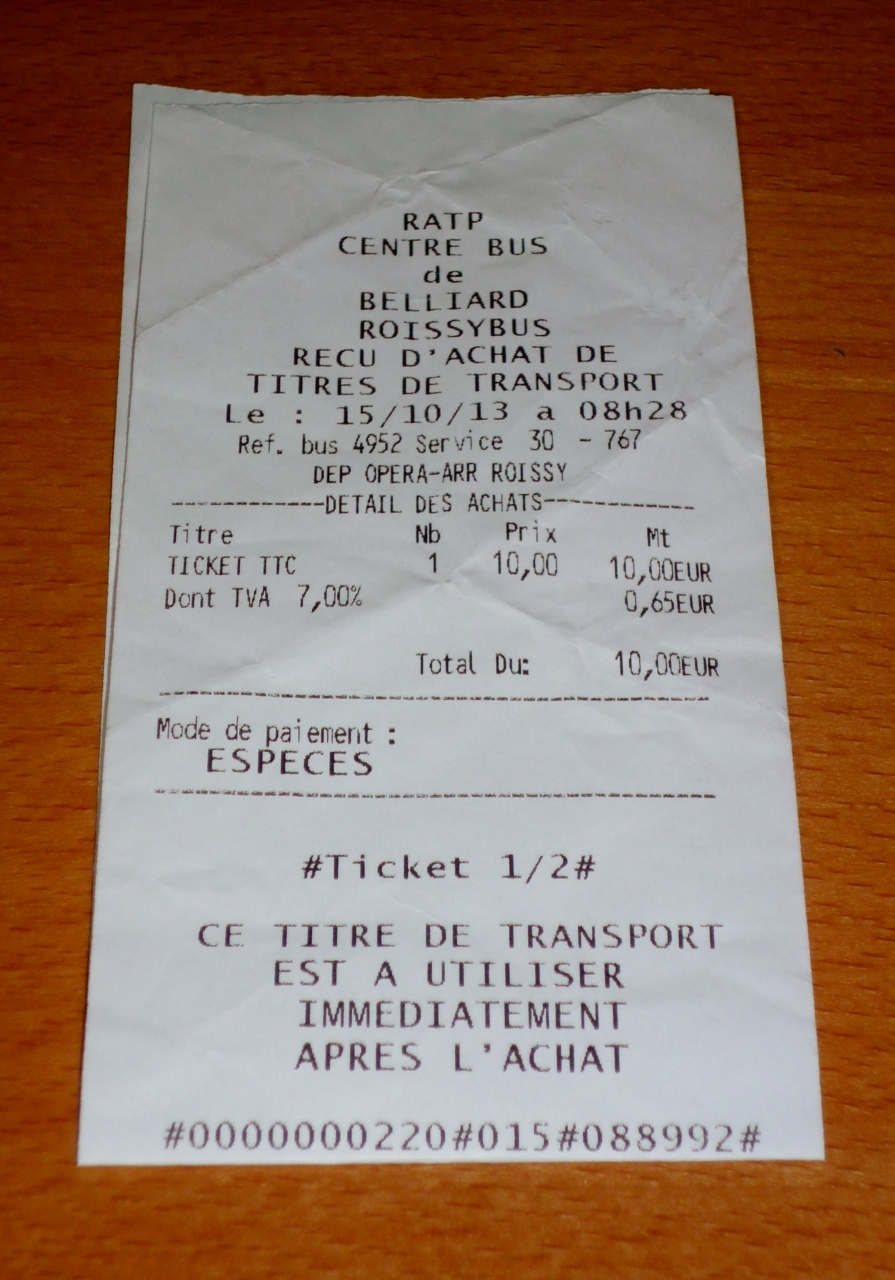 RATP
CENTRE BUS
de
BELLIARD
ROISSYBUS
RECU D'ACHAT DE
TITRES DE TRANSPORT
Le : 15/10/13 a 08h28
Ref. bus 4952 Service 30 - 767
DEP OPERA-ARR ROISSY
-----------DETAIL DES ACHATS-----------
Titre Nb Prix Mt
TICKET TTC 1 10,00 10,00EUR
Dont TVA 7,00% 0,65EUR
Total Du: 10,00EUR
Mode de paiement :
ESPECES
#Ticket 1/2#
CE TITRE DE TRANSPORT
EST A UTILISER
IMMEDIATEMENT
APRES L'ACHAT
#0000000220#015#088992#